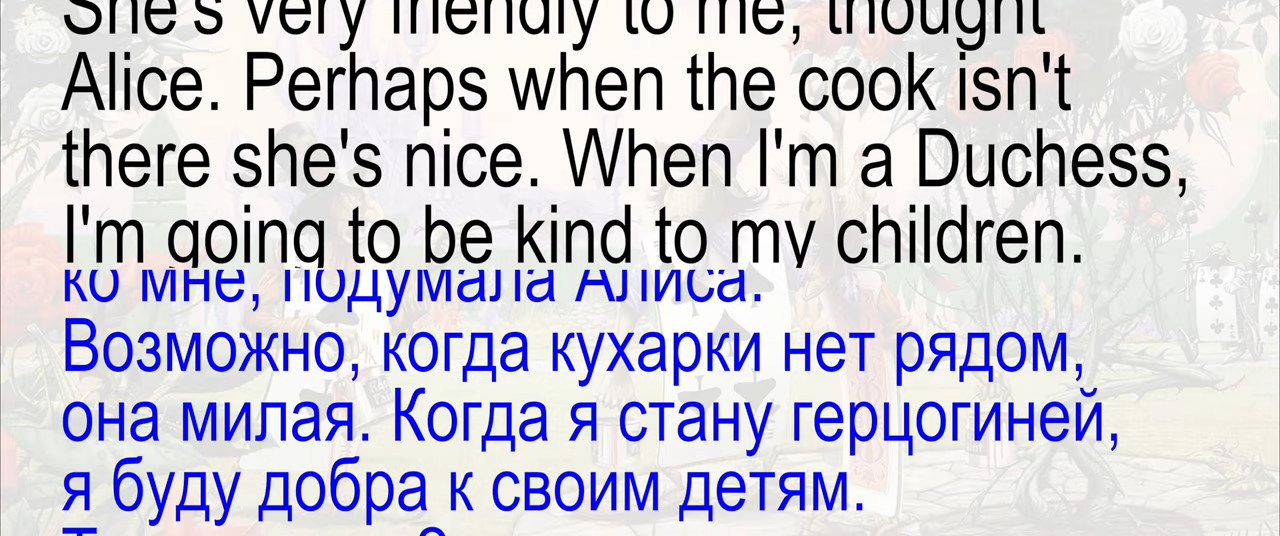 She's very friendly to me, thought
Alice. Perhaps when the cook isn't
there she's nice. When I'm a Duchess,
I'm going to be kind to my children.
ко мне, подумала Алиса.
Возможно, когда кухарки нет рядом,
она милая. Когда я стану герцогиней,
я буду добра к своим детям.